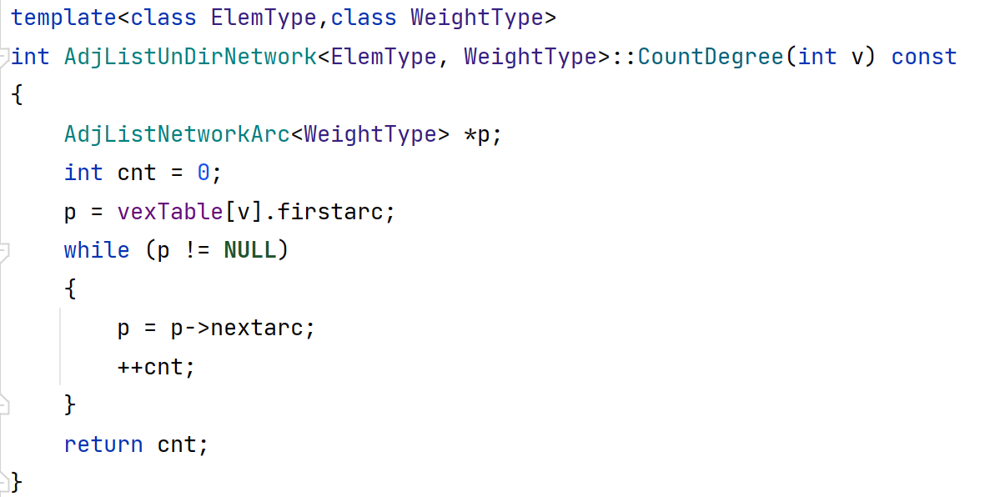 template<class ElemType,class WeightType>
int AdjListUnDirNetwork<ElemType, WeightType>::CountDegree(int v) const
{
    AdjListNetworkArc<WeightType> *p;
    int cnt = 0;
    p = vexTable[v].firstarc;
    while (p != NULL)
    {
        p = p->nextarc;
        ++cnt;
    }
    return cnt;
}